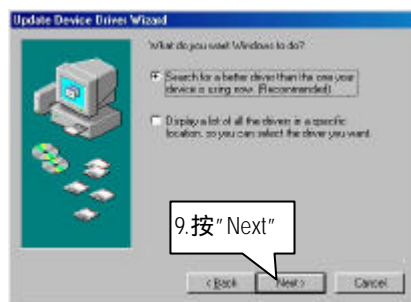 Update Device Driver Wizard
What do you want Windows to do?
Search for a better driver than the one your
device is using now. (Recommended)
Display a list of all the drivers in a specific
location, so you can select the driver you want.
9.按" Next"
< Back
Next >
Cancel